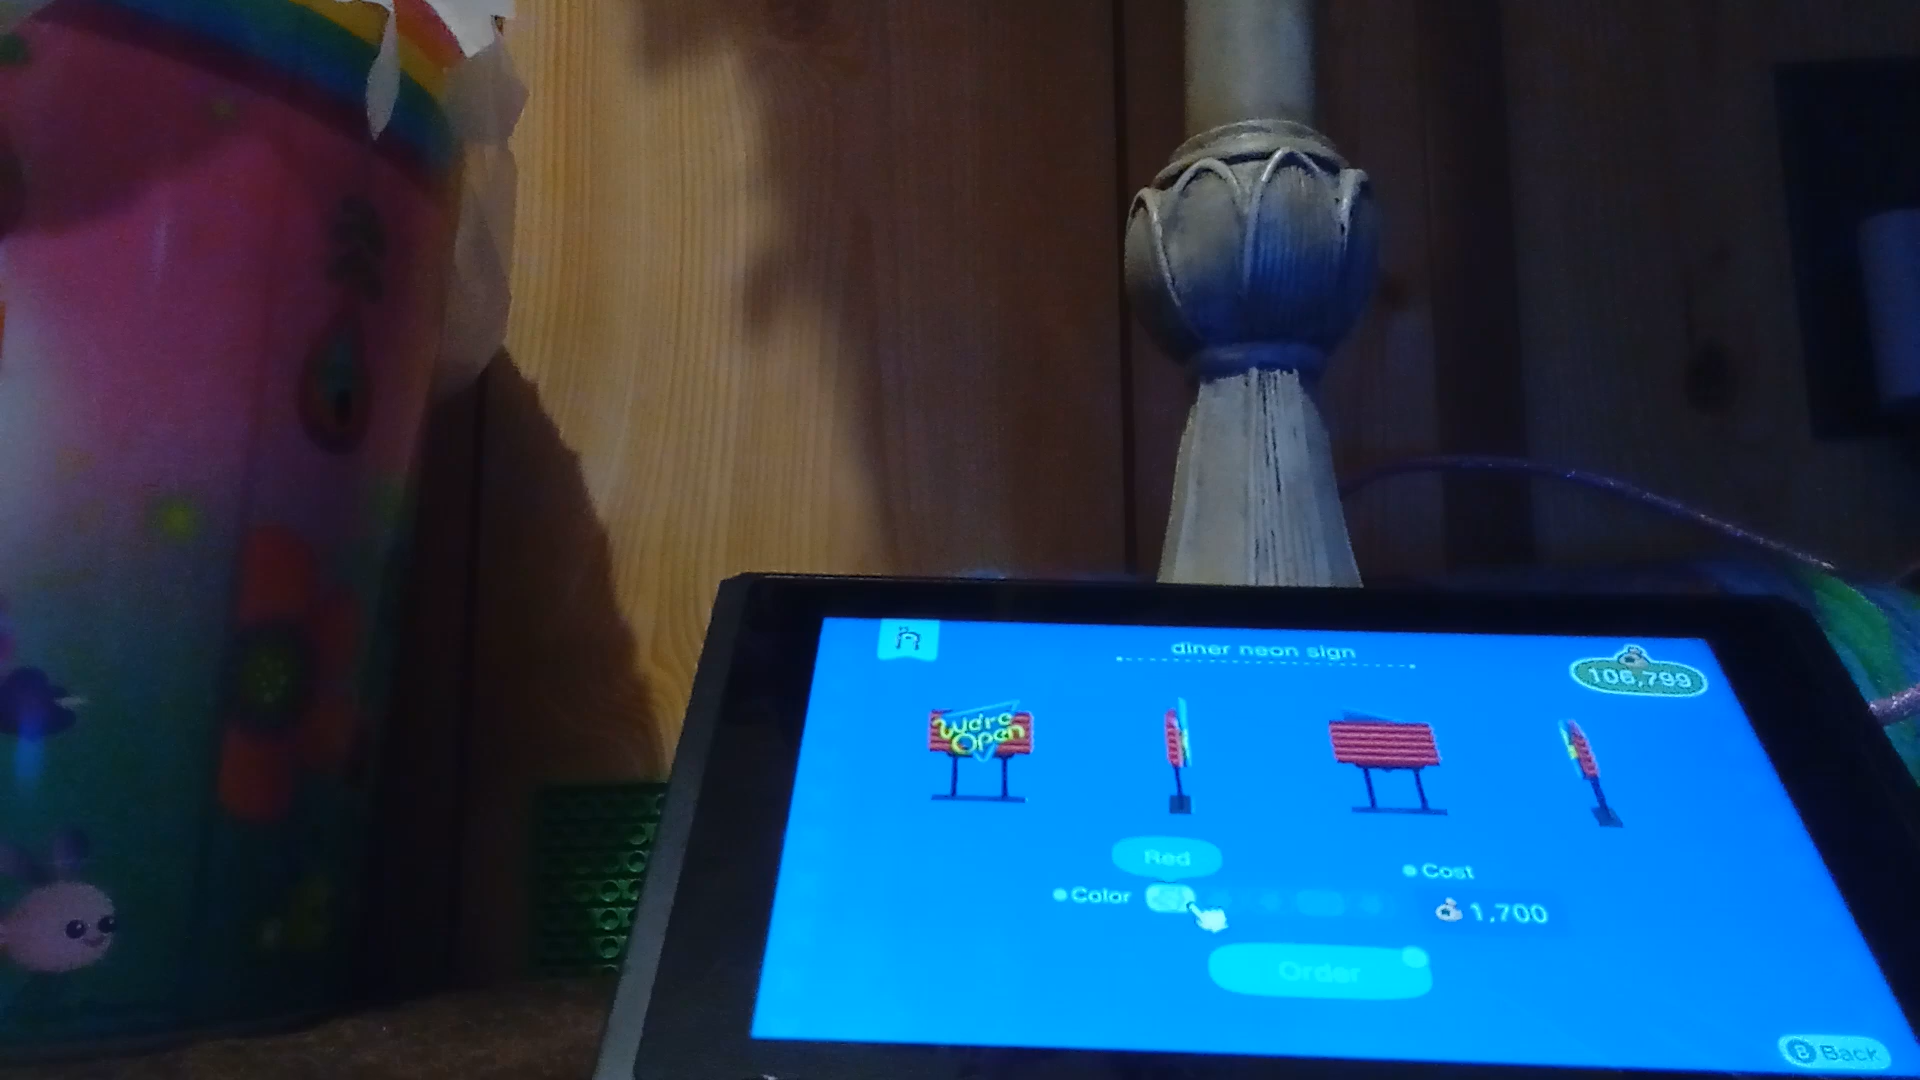 diner neon sign
106,799
We're
Open
Red
Cost
Color
1,700
Order
B Back